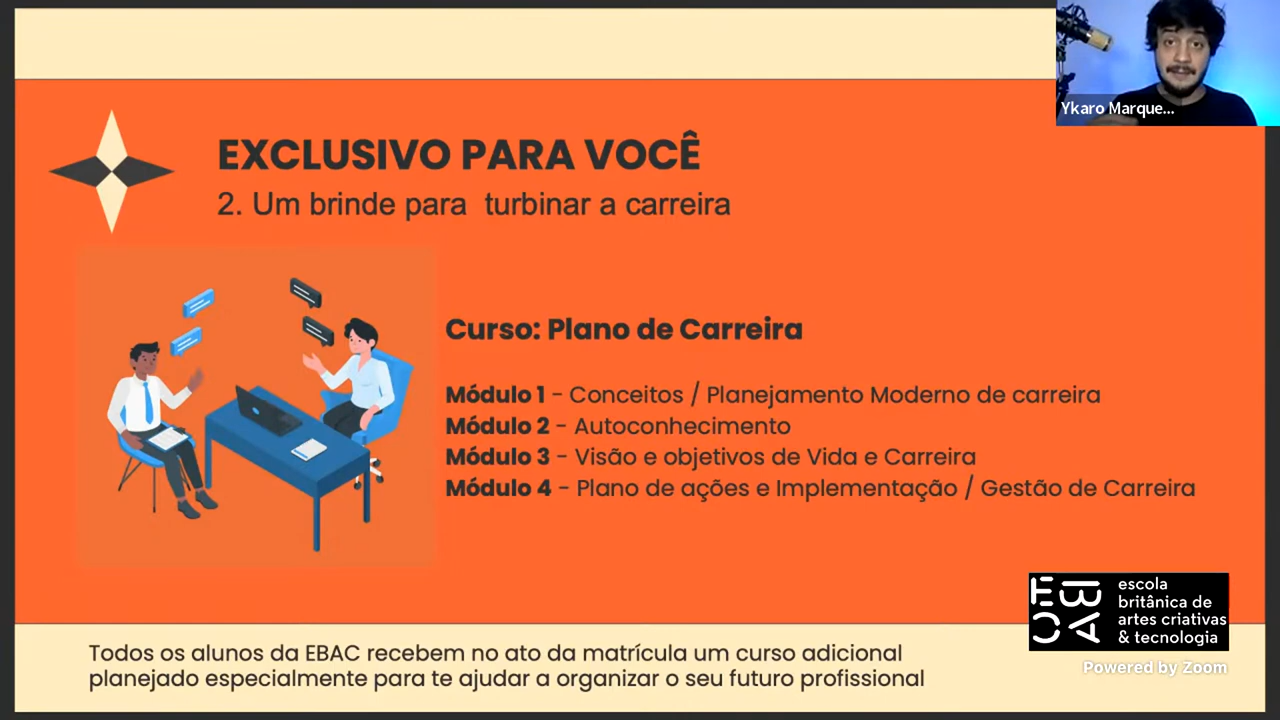 Ykaro Marque...
EXCLUSIVO PARA VOCÊ
2. Um brinde para  turbinar a carreira
Curso: Plano de Carreira
Módulo 1 - Conceitos / Planejamento Moderno de carreira
Módulo 2 - Autoconhecimento
Módulo 3 - Visão e objetivos de Vida e Carreira
Módulo 4 - Plano de ações e Implementação / Gestão de Carreira
EBAC
escola
britânica de
artes criativas
& tecnologia
Powered by Zoom
Todos os alunos da EBAC recebem no ato da matrícula um curso adicional
planejado especialmente para te ajudar a organizar o seu futuro profissional